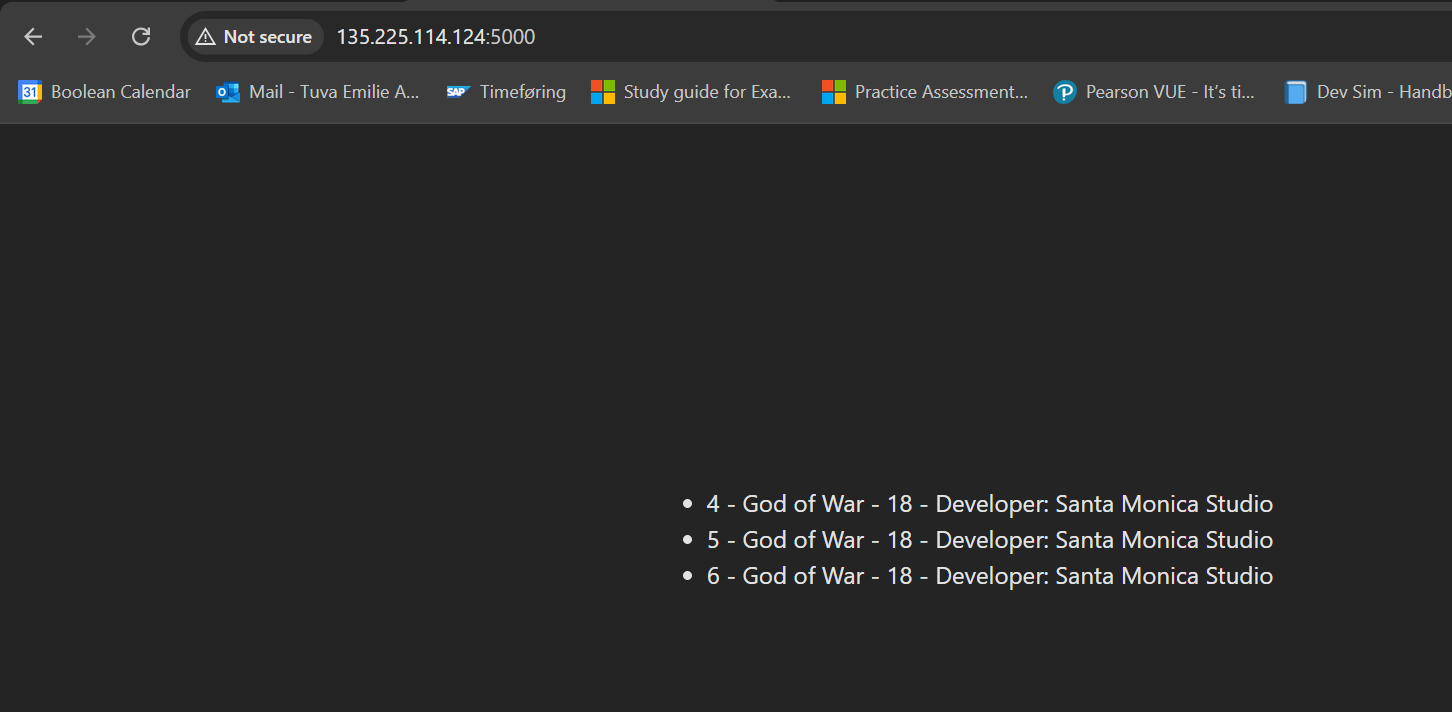 Not secure 135.225.114.124:5000
31 Boolean Calendar Mail - Tuva Emilie A... SAP Timeføring Study guide for Exa... Practice Assessment... Pearson VUE - It's ti... Dev Sim - Handb
• 4 - God of War - 18 - Developer: Santa Monica Studio
• 5 - God of War - 18 - Developer: Santa Monica Studio
• 6 - God of War - 18 - Developer: Santa Monica Studio